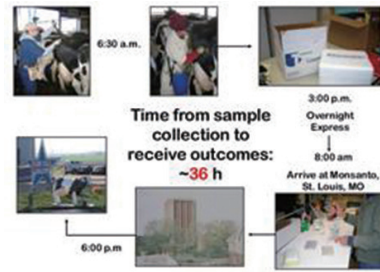 6:30 a.m.
3:00 p.m.
Overnight
Express
8:00 am
Arrive at Monsanto,
St. Louis, MO
Time from sample
collection to
receive outcomes:
~36 h
6:00 p.m